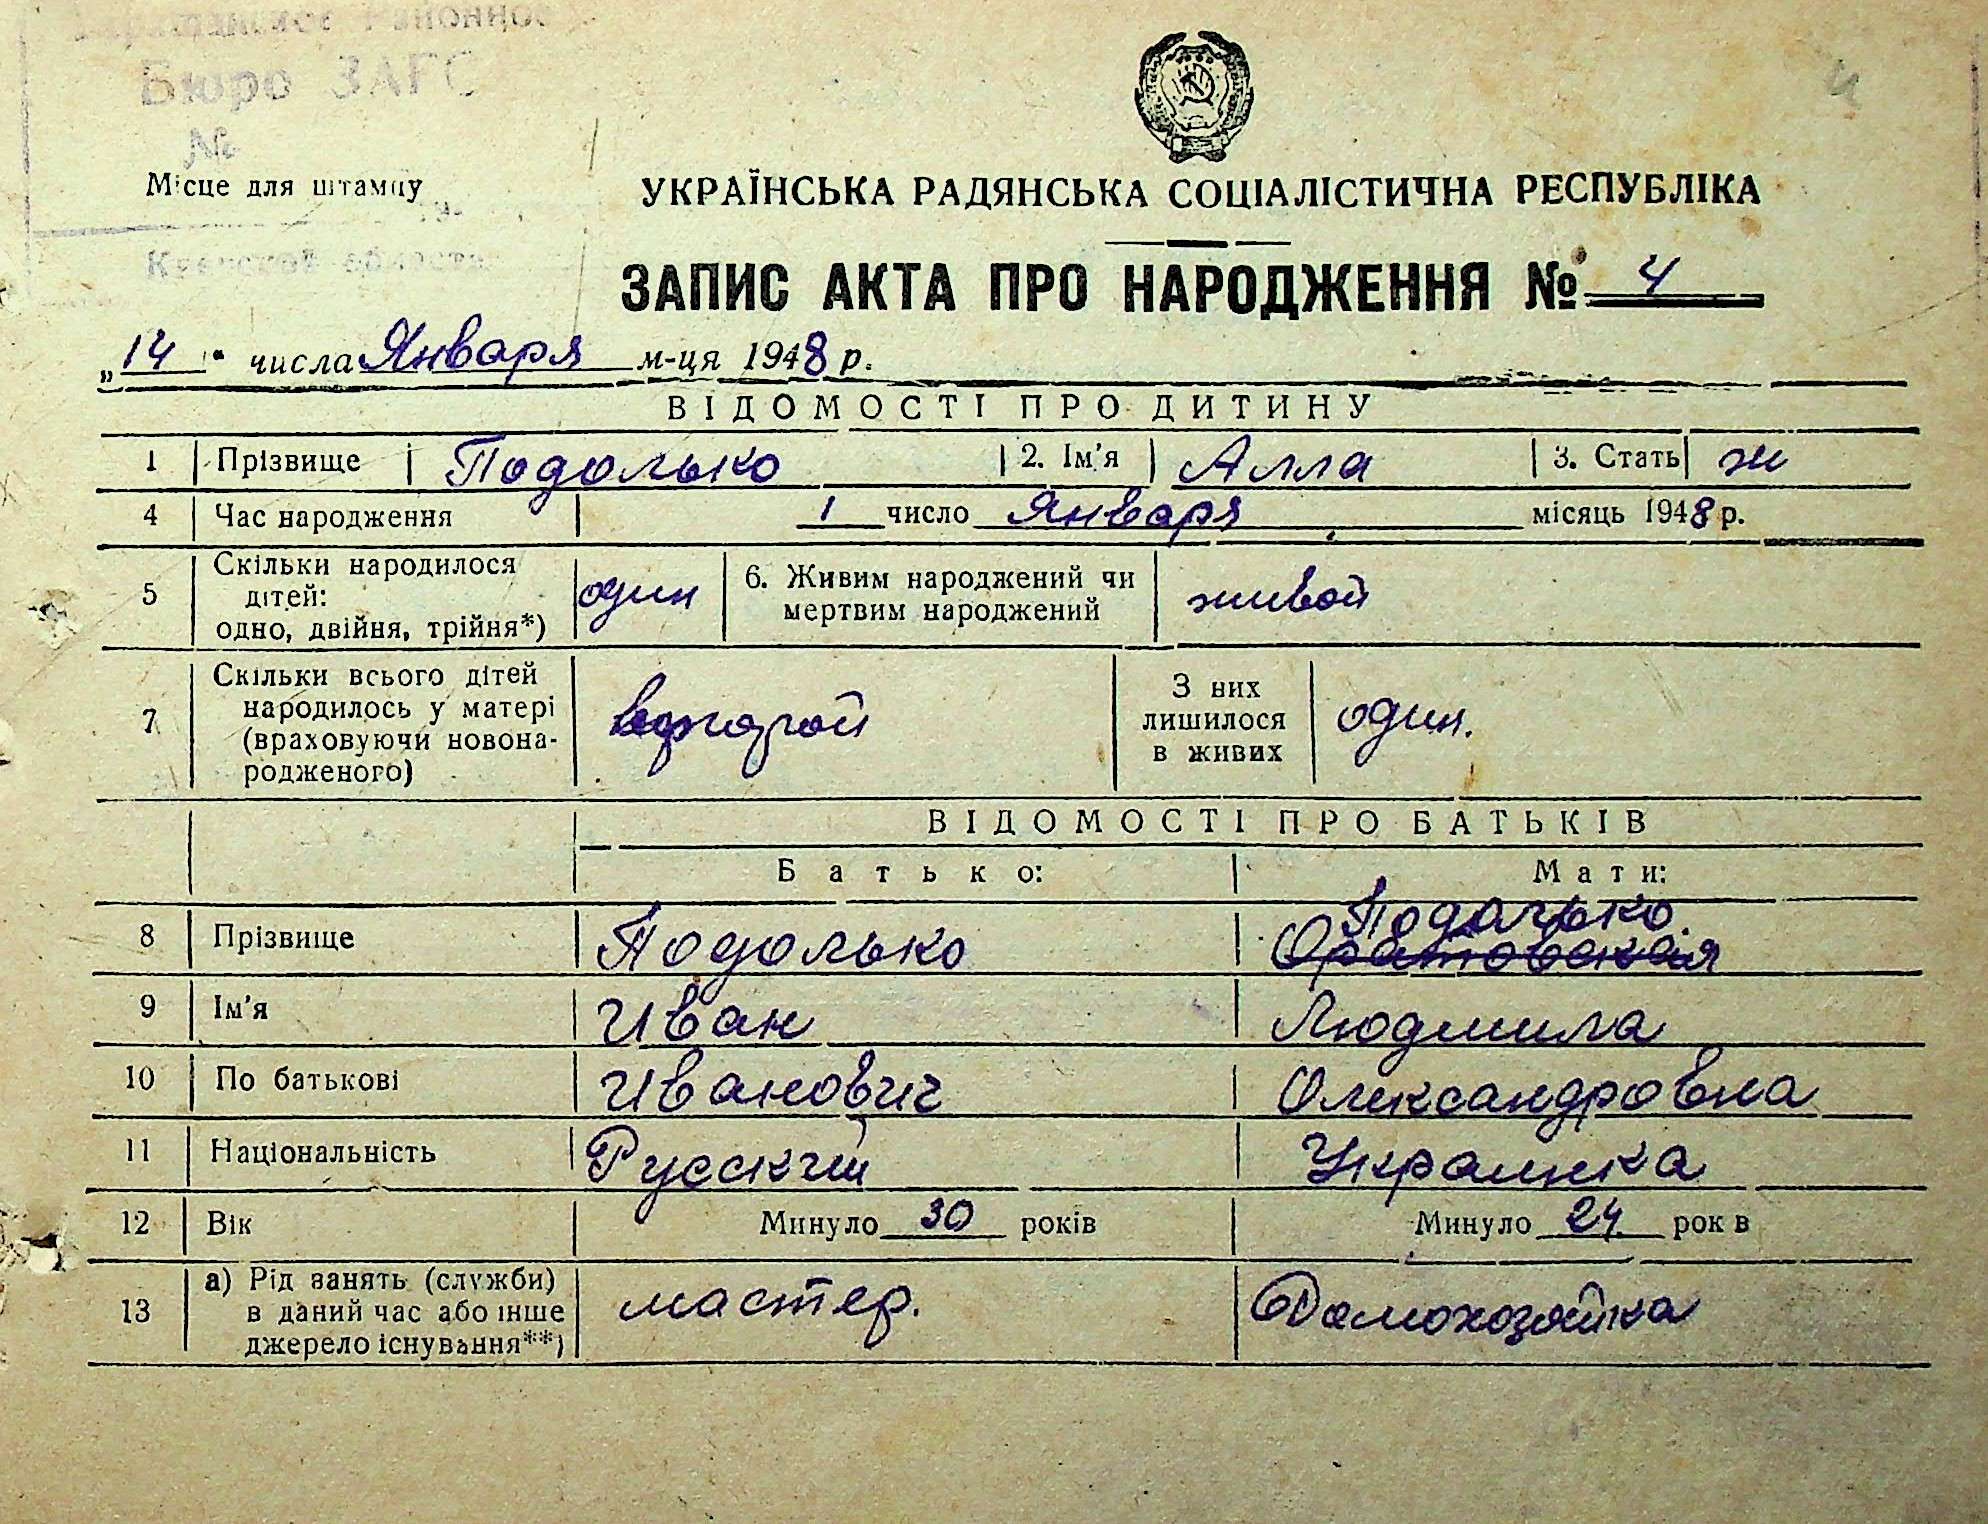 Районное
Бюро ЗАГС
№
Місце для штампу
области
УКРАЇНСЬКА РАДЯНСЬКА СОЦІАЛІСТИЧНА РЕСПУБЛІКА
ЗАПИС АКТА ПРО НАРОДЖЕННЯ № 4
„14“ числа Января м-ця 1948 р.
ВІДОМОСТІ ПРО ДИТИНУ
1 Прізвище Подолько 2. Ім'я Алла 3. Стать ж
4 Час народження 1 число Января місяць 1948 р.
5 Скільки народилося дітей: одно, двійня, трійня*) один 6. Живим народжений чи мертвим народжений живой
7 Скільки всього дітей народилось у матері (враховуючи новонародженого) второй З них лишилося в живих один.
ВІДОМОСТІ ПРО БАТЬКІВ
Батько: Мати:
Подолько
8 Прізвище Подолько Оратовская
9 Ім'я Иван Людмила
10 По батькові Иванович Олександровна
11 Національність Русский Украинка
12 Вік Минуло 30 років Минуло 24 рок в
13 а) Рід занять (служби) в даний час або інше джерело існування**) мастер. Домохозяйка